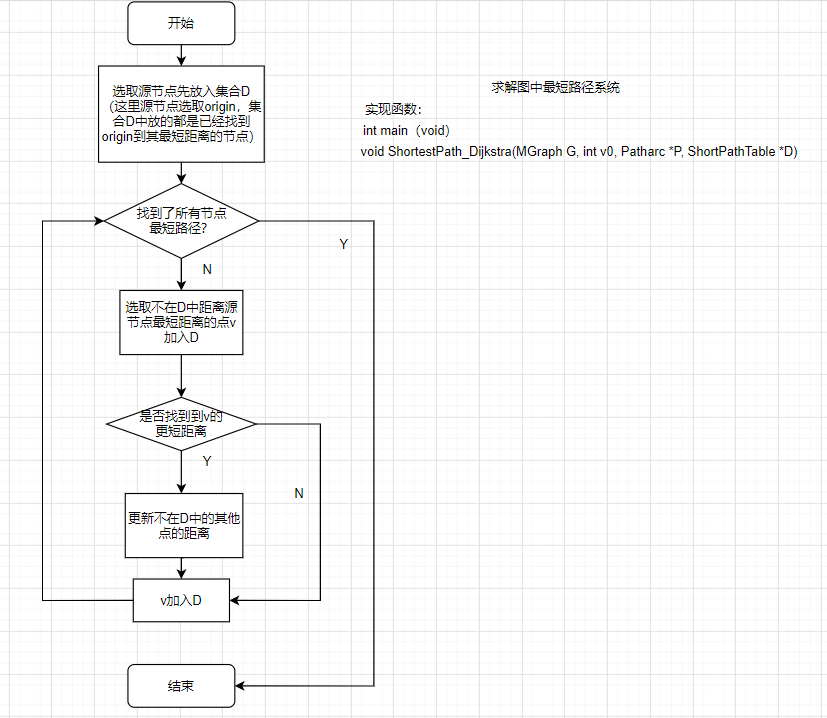 开始
选取源节点先放入集合D
（这里源节点选取origin，集
合D中放的都是已经找到
origin到其最短距离的节点）
求解图中最短路径系统
实现函数：
int main（void）
void ShortestPath_Dijkstra(MGraph G, int v0, Patharc *P, ShortPathTable *D)
找到了所有节点
最短路径？
Y
N
选取不在D中距离源
节点最短距离的点v
加入D
是否找到到v的
更短距离
Y
N
更新不在D中的其他
点的距离
v加入D
结束